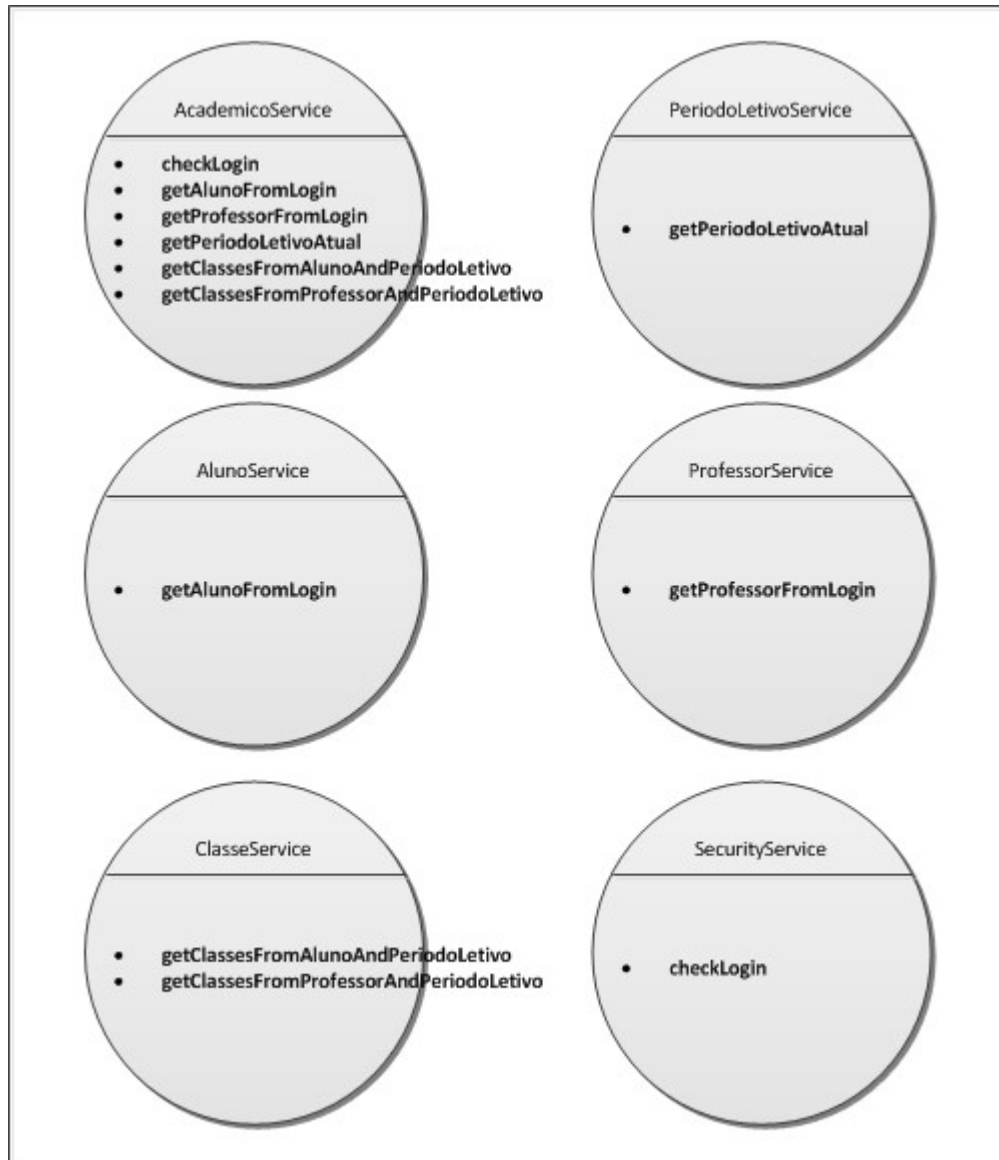 AcademicoService
• checkLogin
• getAlunoFromLogin
• getProfessorFromLogin
• getPeriodoLetivoAtual
• getClassesFromAlunoAndPeriodoLetivo
• getClassesFromProfessorAndPeriodoLetivo
PeriodoLetivoService
• getPeriodoLetivoAtual
AlunoService
• getAlunoFromLogin
ProfessorService
• getProfessorFromLogin
ClasseService
• getClassesFromAlunoAndPeriodoLetivo
• getClassesFromProfessorAndPeriodoLetivo
SecurityService
• checkLogin